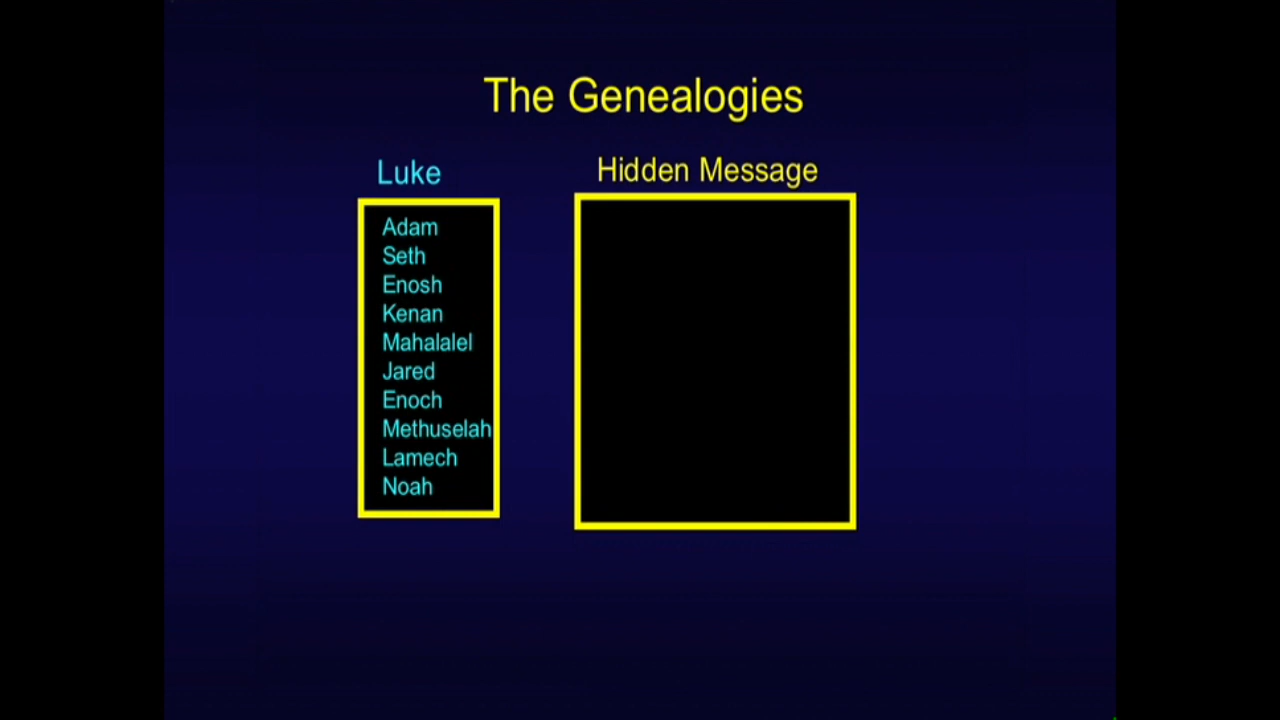 The Genealogies
Luke
Hidden Message
Adam
Seth
Enosh
Kenan
Mahalalel
Jared
Enoch
Methuselah
Lamech
Noah